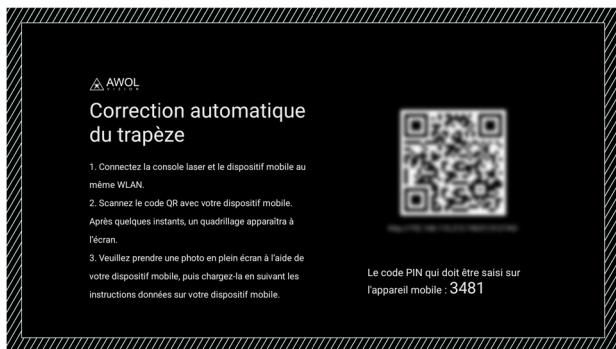 AWOL
VISION
Correction automatique
du trapèze
1. Connectez la console laser et le dispositif mobile au
même WLAN.
2. Scannez le code QR avec votre dispositif mobile.
Après quelques instants, un quadrillage apparaîtra à
l'écran.
3. Veuillez prendre une photo en plein écran à l'aide de
votre dispositif mobile, puis chargez-la en suivant les
instructions données sur votre dispositif mobile.
Le code PIN qui doit être saisi sur
l'appareil mobile : 3481